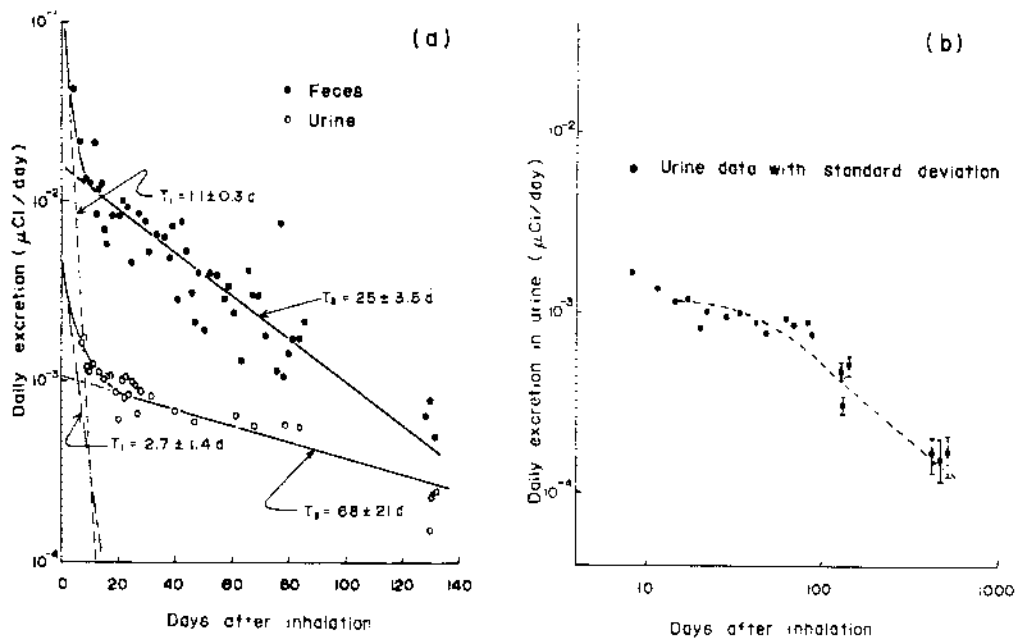 (a)
10⁻¹
10⁻²
10⁻³
10⁻⁴
Daily excretion (μCi/day)
● Feces
○ Urine
T₁ = 1.1 ± 0.3 d
T₂ = 25 ± 3.5 d
T₁ = 2.7 ± 1.4 d
T₂ = 68 ± 21 d
0 20 40 60 80 100 120 140
Days after inhalation
(b)
10⁻²
10⁻³
10⁻⁴
Daily excretion in urine (μCi/day)
● Urine data with standard deviation
10 100 1000
Days after inhalation